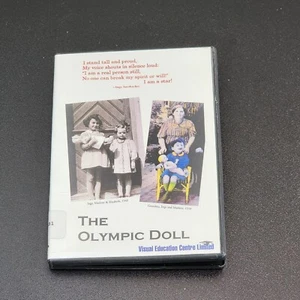 I stand tall and proud,
My voice shouts in silence loud:
"I am a real person still,
No one can break my spirit or will!"
I am a star!
THE
OLYMPIC DOLL
Visual Education Centre Limited